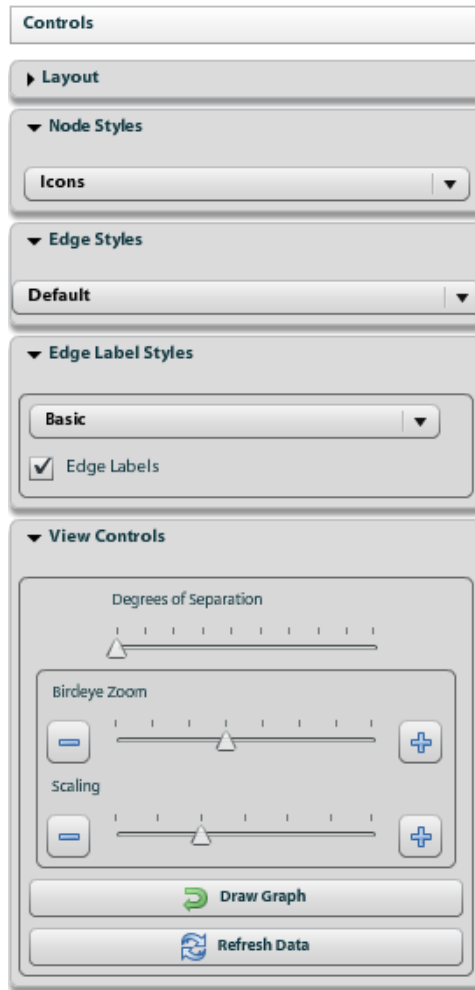 Controls
Layout
Node Styles
Icons
Edge Styles
Default
Edge Label Styles
Basic
Edge Labels
View Controls
Degrees of Separation
Birdeye Zoom
Scaling
Draw Graph
Refresh Data